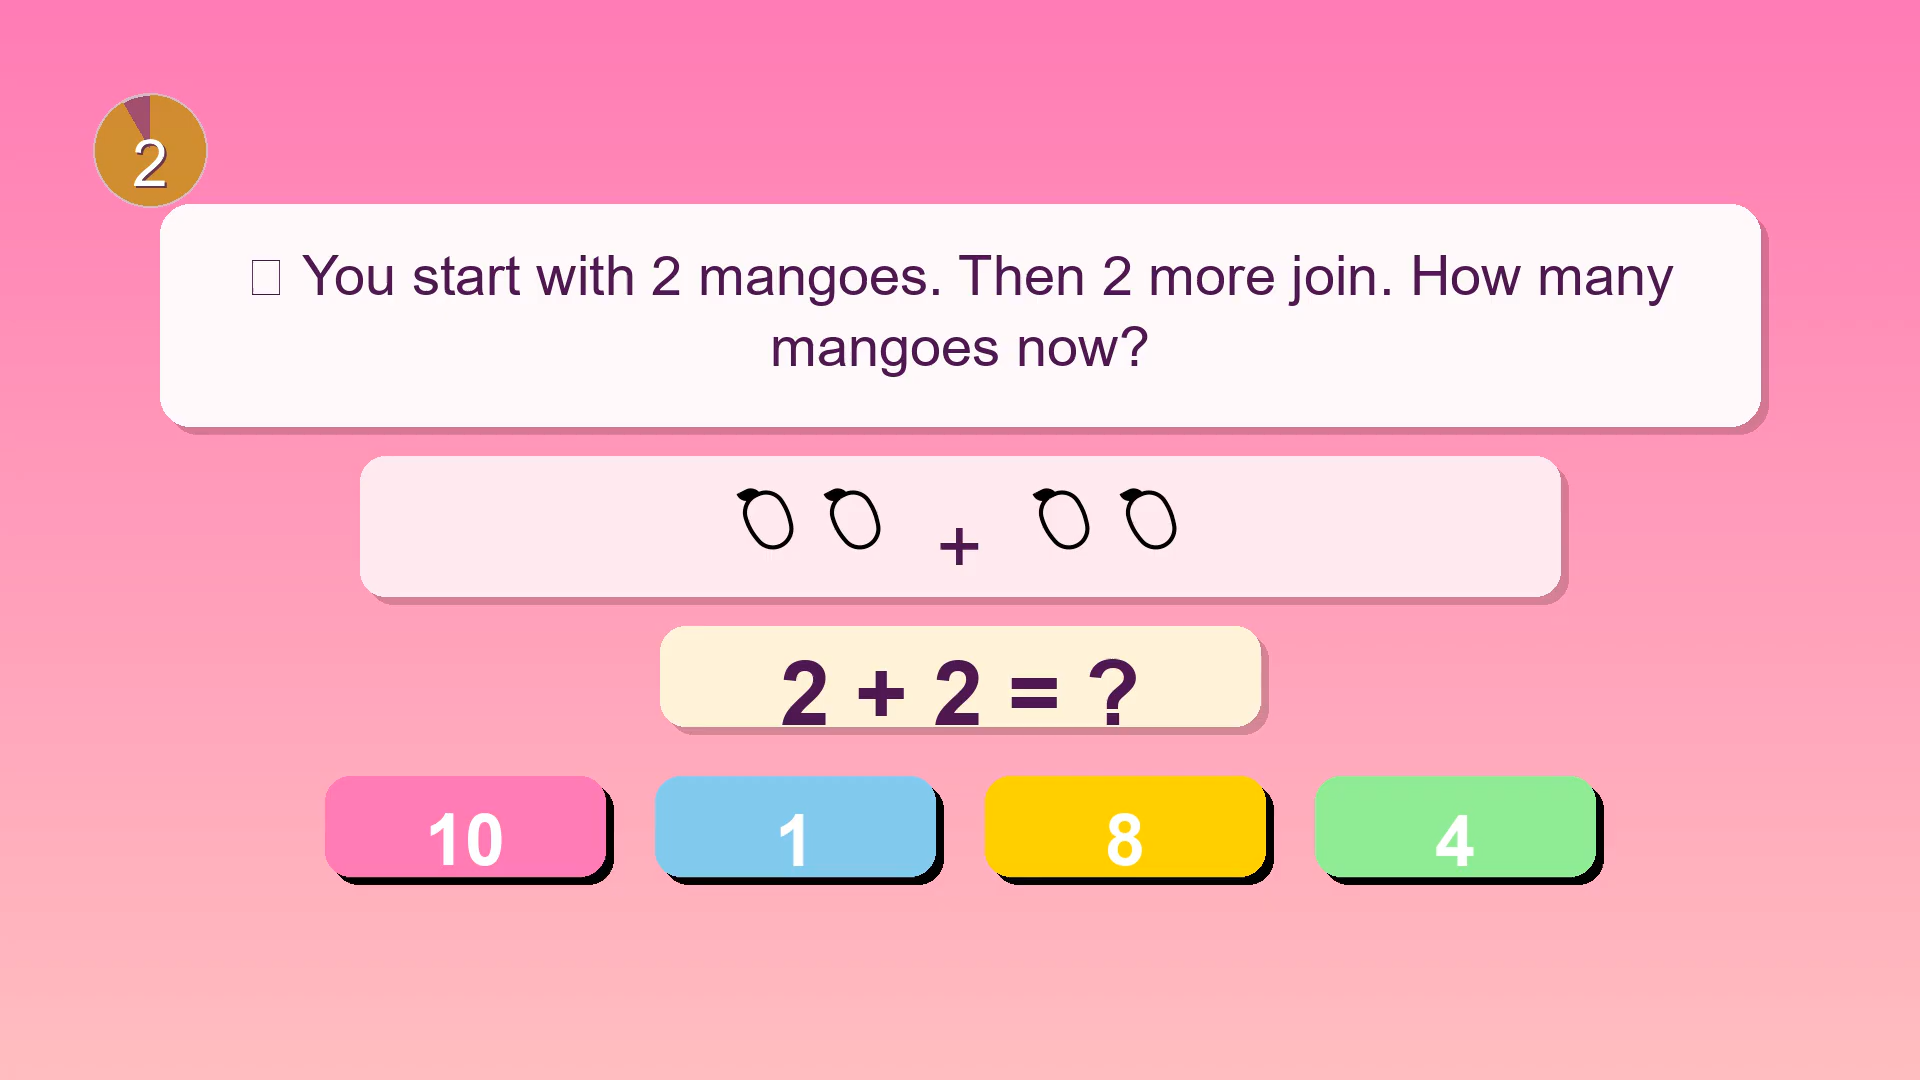 2
You start with 2 mangoes. Then 2 more join. How many
mangoes now?
+
2 + 2 = ?
10
1
8
4